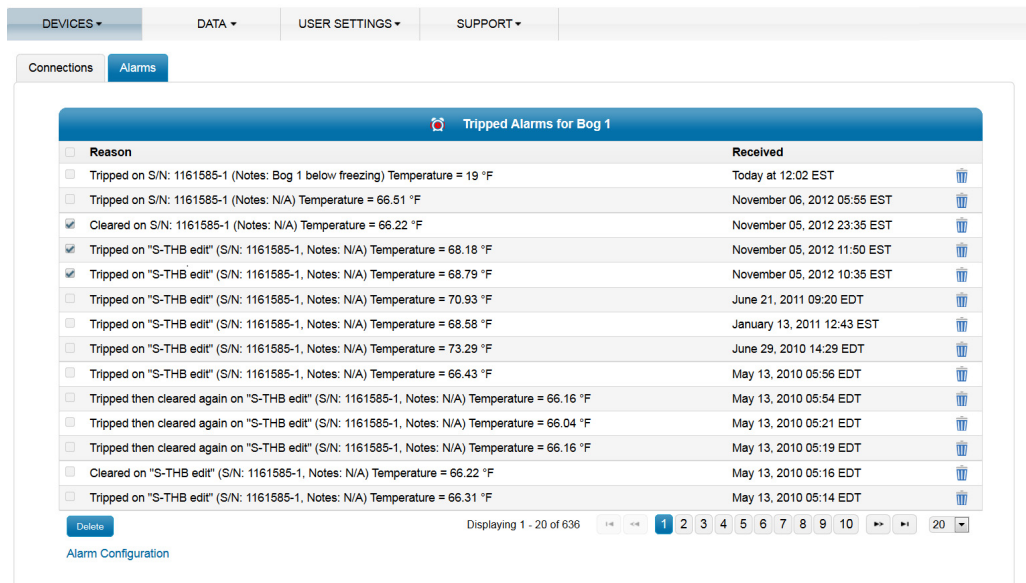 DEVICES DATA USER SETTINGS SUPPORT
Connections Alarms
Tripped Alarms for Bog 1
Reason Received
Tripped on S/N: 1161585-1 (Notes: Bog 1 below freezing) Temperature = 19 °F Today at 12:02 EST
Tripped on S/N: 1161585-1 (Notes: N/A) Temperature = 66.51 °F November 06, 2012 05:55 EST
Cleared on S/N: 1161585-1 (Notes: N/A) Temperature = 66.22 °F November 05, 2012 23:35 EST
Tripped on "S-THB edit" (S/N: 1161585-1, Notes: N/A) Temperature = 68.18 °F November 05, 2012 11:50 EST
Tripped on "S-THB edit" (S/N: 1161585-1, Notes: N/A) Temperature = 68.79 °F November 05, 2012 10:35 EST
Tripped on "S-THB edit" (S/N: 1161585-1, Notes: N/A) Temperature = 70.93 °F June 21, 2011 09:20 EDT
Tripped on "S-THB edit" (S/N: 1161585-1, Notes: N/A) Temperature = 68.58 °F January 13, 2011 12:43 EST
Tripped on "S-THB edit" (S/N: 1161585-1, Notes: N/A) Temperature = 73.29 °F June 29, 2010 14:29 EDT
Tripped on "S-THB edit" (S/N: 1161585-1, Notes: N/A) Temperature = 66.43 °F May 13, 2010 05:56 EDT
Tripped then cleared again on "S-THB edit" (S/N: 1161585-1, Notes: N/A) Temperature = 66.16 °F May 13, 2010 05:54 EDT
Tripped then cleared again on "S-THB edit" (S/N: 1161585-1, Notes: N/A) Temperature = 66.04 °F May 13, 2010 05:21 EDT
Tripped then cleared again on "S-THB edit" (S/N: 1161585-1, Notes: N/A) Temperature = 66.16 °F May 13, 2010 05:19 EDT
Cleared on "S-THB edit" (S/N: 1161585-1, Notes: N/A) Temperature = 66.22 °F May 13, 2010 05:16 EDT
Tripped on "S-THB edit" (S/N: 1161585-1, Notes: N/A) Temperature = 66.31 °F May 13, 2010 05:14 EDT
Delete Displaying 1 - 20 of 636 1 2 3 4 5 6 7 8 9 10 20
Alarm Configuration